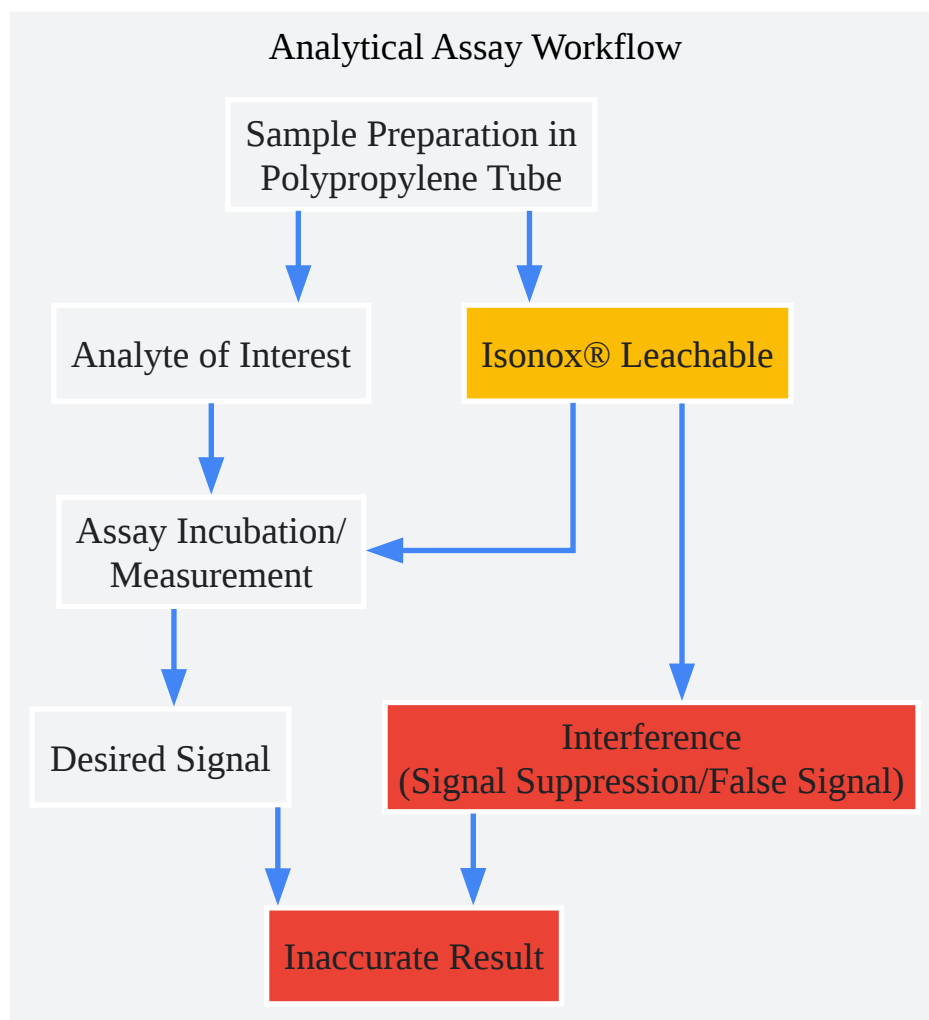 Analytical Assay Workflow
Sample Preparation in
Polypropylene Tube
Analyte of Interest
Isonox® Leachable
Assay Incubation/
Measurement
Desired Signal
Interference
(Signal Suppression/False Signal)
Inaccurate Result